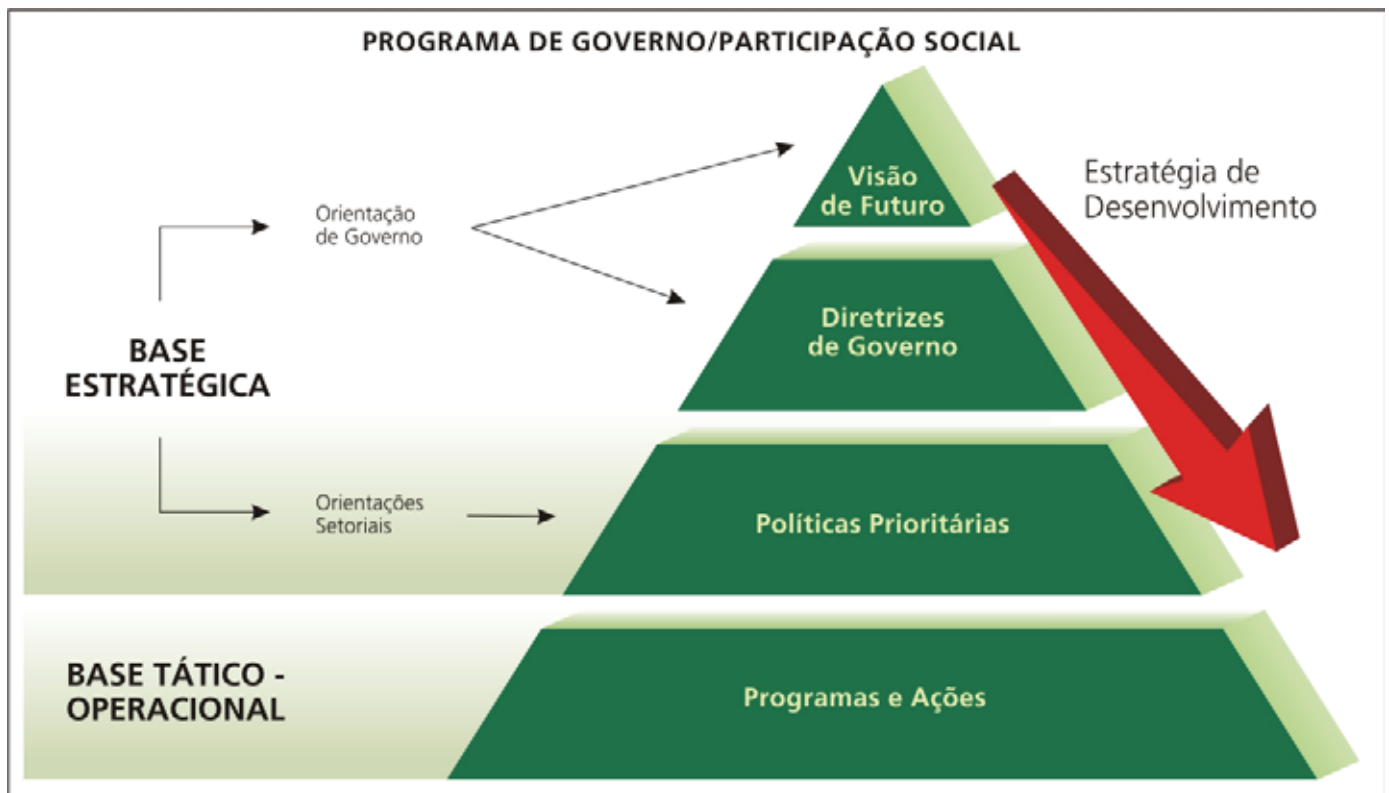 PROGRAMA DE GOVERNO/PARTICIPAÇÃO SOCIAL
Visão
de Futuro
Estratégia de
Desenvolvimento
Orientação
de Governo
Diretrizes
de Governo
BASE
ESTRATÉGICA
Orientações
Setoriais
Políticas Prioritárias
BASE TÁTICO -
OPERACIONAL
Programas e Ações